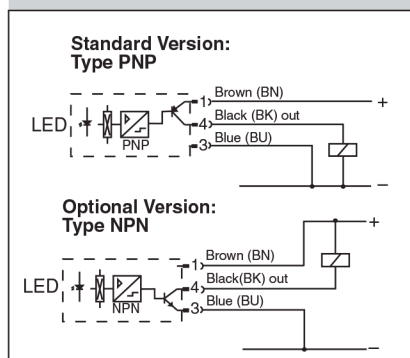 Standard Version:
Type PNP
LED
PNP
1 Brown (BN) +
4 Black (BK) out
3 Blue (BU)
−
Optional Version:
Type NPN
LED
NPN
+
1 Brown (BN)
4 Black(BK) out
3 Blue (BU)
−